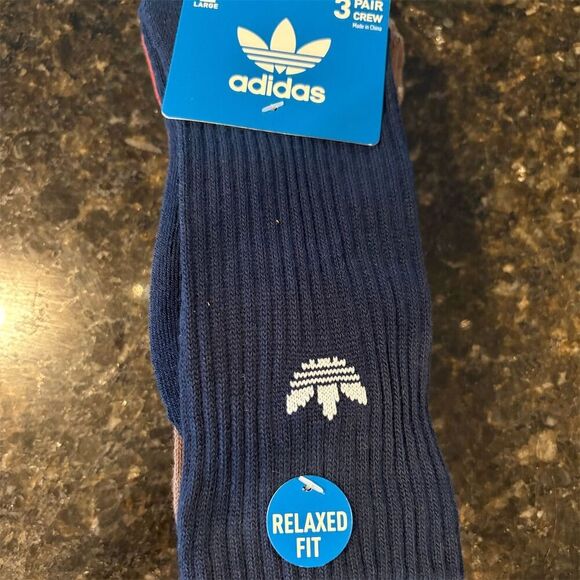 LARGE
3 PAIR
CREW
Made in China
adidas
RELAXED
FIT